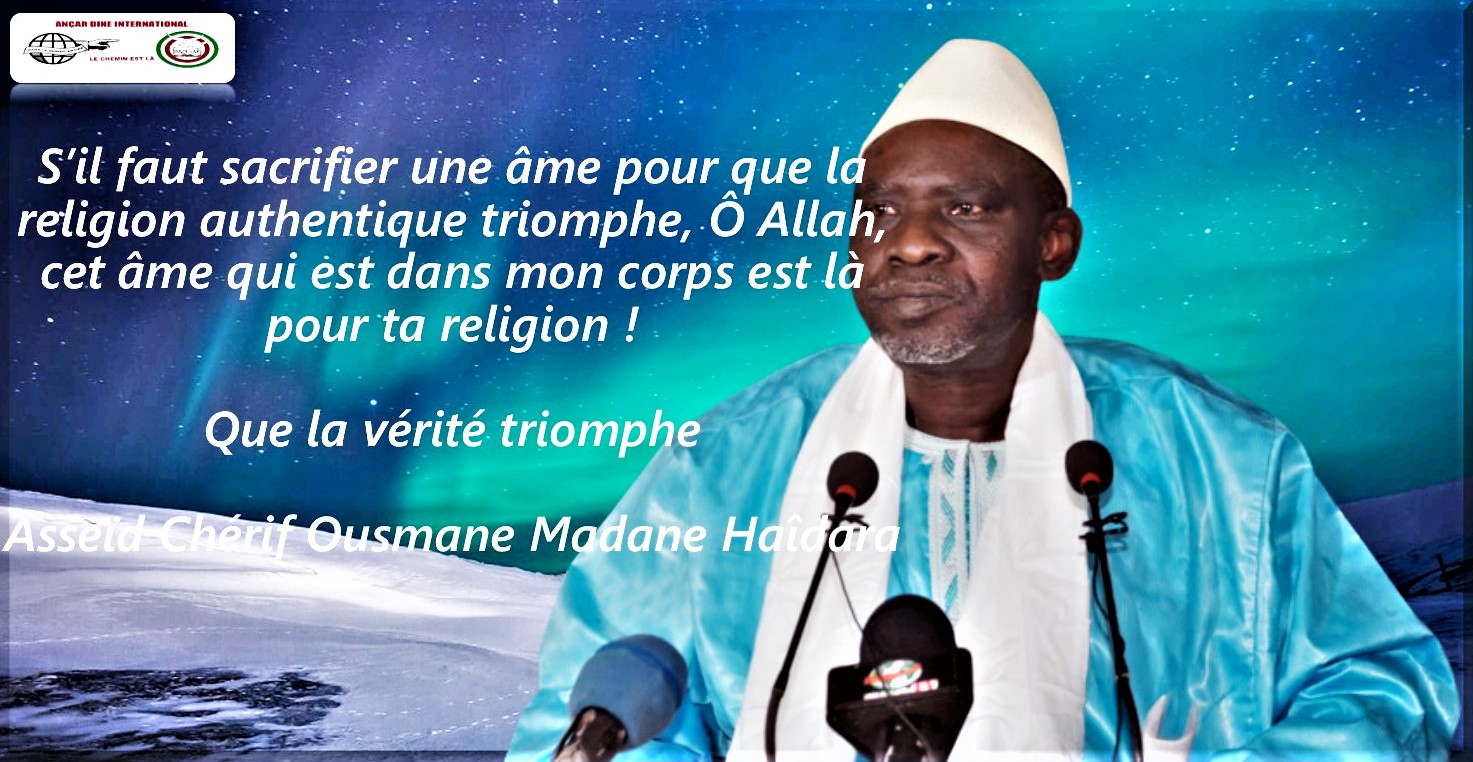 ANÇAR DINE INTERNATIONAL
LE CHEMIN EST LÀ
S'il faut sacrifier une âme pour que la
religion authentique triomphe, Ô Allah,
cet âme qui est dans mon corps est là
pour ta religion !
Que la vérité triomphe
Asseid Chérif Ousmane Madane Haîdara